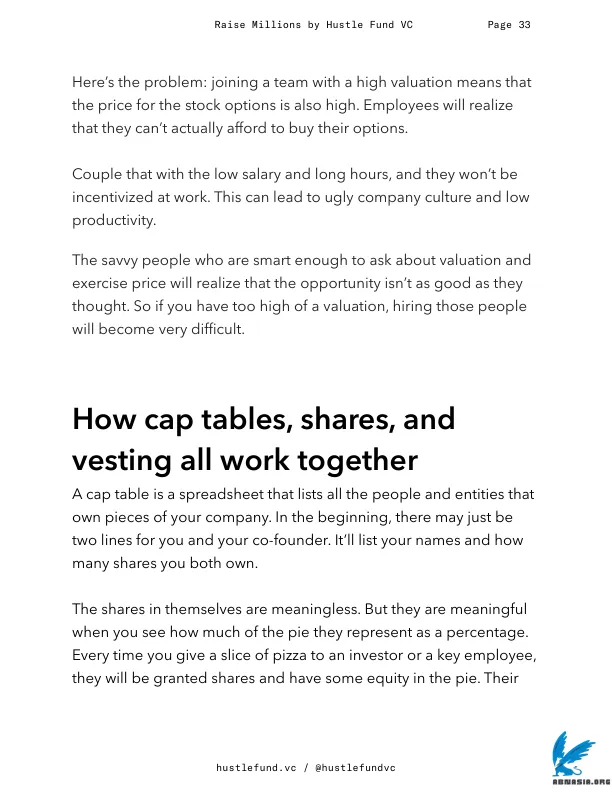 Raise Millions by Hustle Fund VC Page 33
Here's the problem: joining a team with a high valuation means that
the price for the stock options is also high. Employees will realize
that they can't actually afford to buy their options.
Couple that with the low salary and long hours, and they won't be
incentivized at work. This can lead to ugly company culture and low
productivity.
The savvy people who are smart enough to ask about valuation and
exercise price will realize that the opportunity isn't as good as they
thought. So if you have too high of a valuation, hiring those people
will become very difficult.
How cap tables, shares, and
vesting all work together
A cap table is a spreadsheet that lists all the people and entities that
own pieces of your company. In the beginning, there may just be
two lines for you and your co-founder. It'll list your names and how
many shares you both own.
The shares in themselves are meaningless. But they are meaningful
when you see how much of the pie they represent as a percentage.
Every time you give a slice of pizza to an investor or a key employee,
they will be granted shares and have some equity in the pie. Their
hustlefund.vc / @hustlefundvc
ABNASIA.ORG